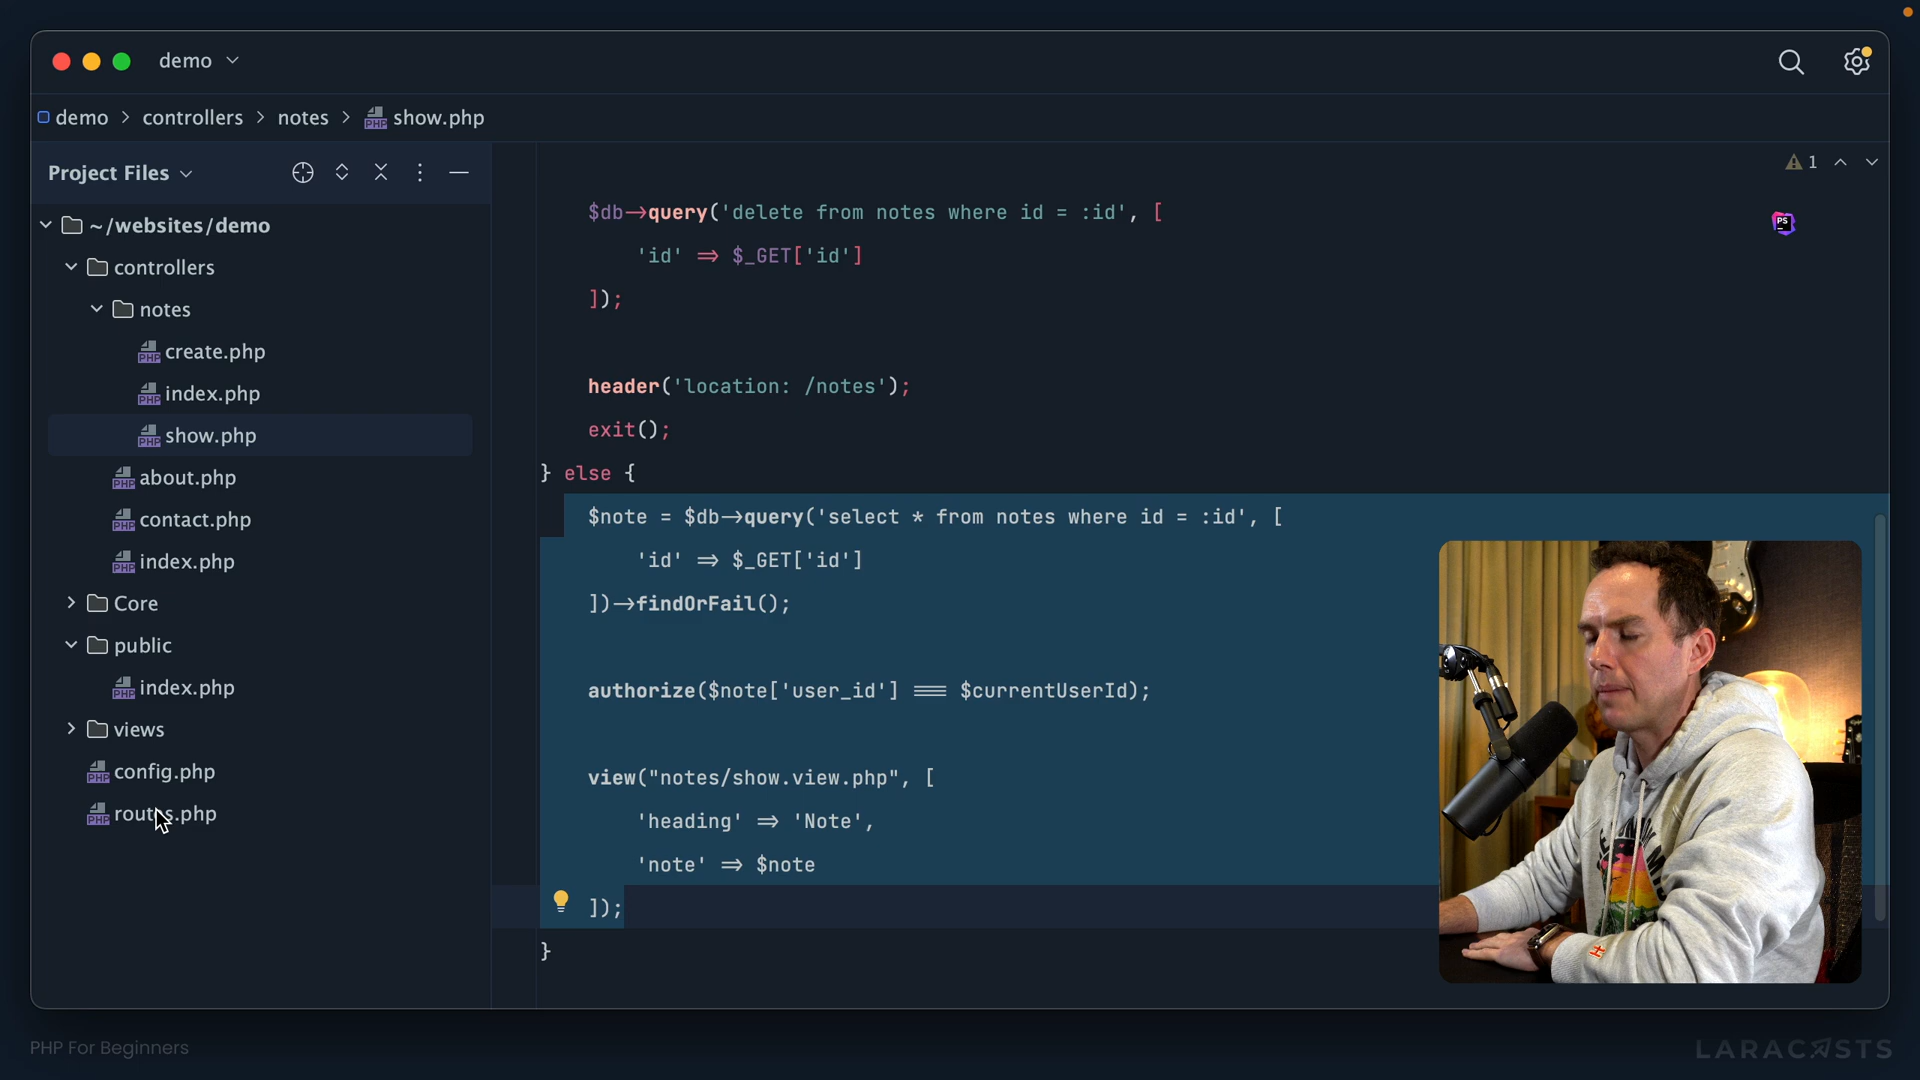 demo
demo > controllers > notes > show.php
Project Files
1
~/websites/demo
controllers
notes
create.php
index.php
show.php
about.php
contact.php
index.php
Core
public
index.php
views
config.php
routes.php
$db->query('delete from notes where id = :id', [
'id' => $_GET['id']
]);
header('location: /notes');
exit();
} else {
$note = $db->query('select * from notes where id = :id', [
'id' => $_GET['id']
])->findOrFail();
authorize($note['user_id'] === $currentUserId);
view("notes/show.view.php", [
'heading' => 'Note',
'note' => $note
]);
}
PHP For Beginners
LARACASTS